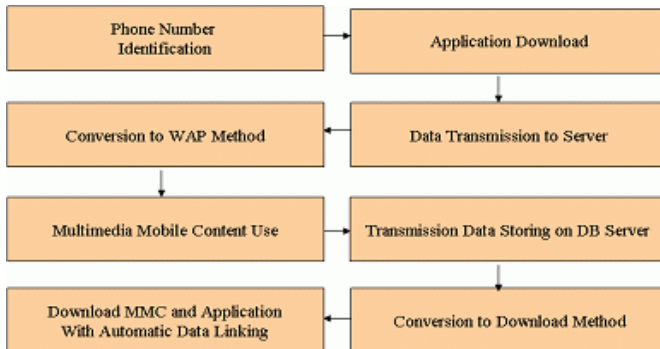 Phone Number
Identification
Application Download
Data Transmission to Server
Conversion to WAP Method
Multimedia Mobile Content Use
Transmission Data Storing on DB Server
Conversion to Download Method
Download MMC and Application
With Automatic Data Linking